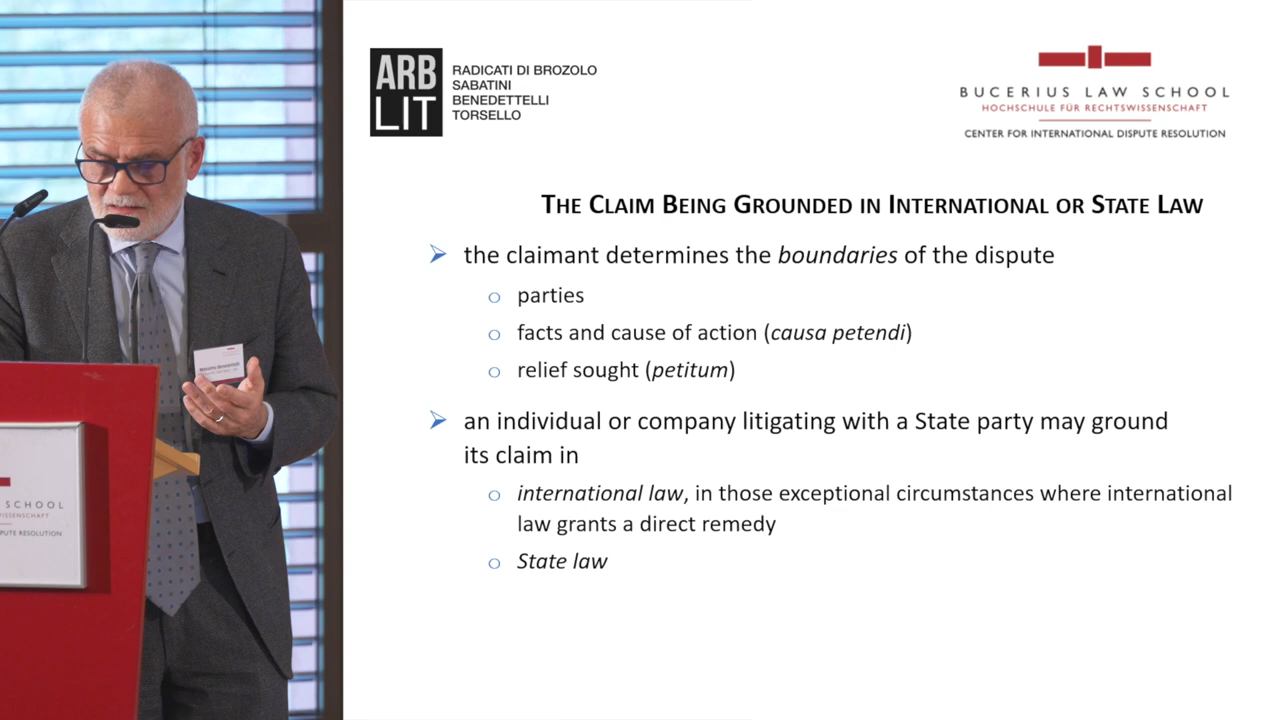 ARB
LIT
RADICATI DI BROZOLO
SABATINI
BENEDETTELLI
TORSELLO
BUCERIUS LAW SCHOOL
HOCHSCHULE FÜR RECHTSWISSENSCHAFT
CENTER FOR INTERNATIONAL DISPUTE RESOLUTION
THE CLAIM BEING GROUNDED IN INTERNATIONAL OR STATE LAW
the claimant determines the boundaries of the dispute
parties
facts and cause of action (causa petendi)
relief sought (petitum)
an individual or company litigating with a State party may ground
its claim in
international law, in those exceptional circumstances where international
law grants a direct remedy
State law
SCHOOL
PUTE RESOLUTION